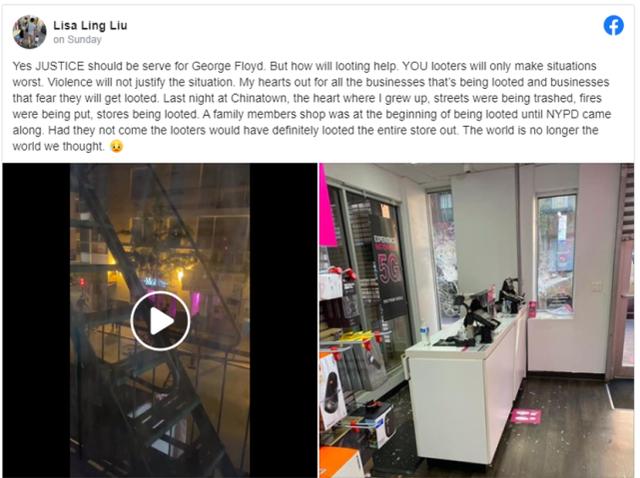 Lisa Ling Liu
on Sunday
Yes JUSTICE should be serve for George Floyd. But how will looting help. YOU looters will only make situations
worst. Violence will not justify the situation. My hearts out for all the businesses that's being looted and businesses
that fear they will get looted. Last night at Chinatown, the heart where I grew up, streets were being trashed, fires
were being put, stores being looted. A family members shop was at the beginning of being looted until NYPD came
along. Had they not come the looters would have definitely looted the entire store out. The world is no longer the
world we thought. 😣
5G